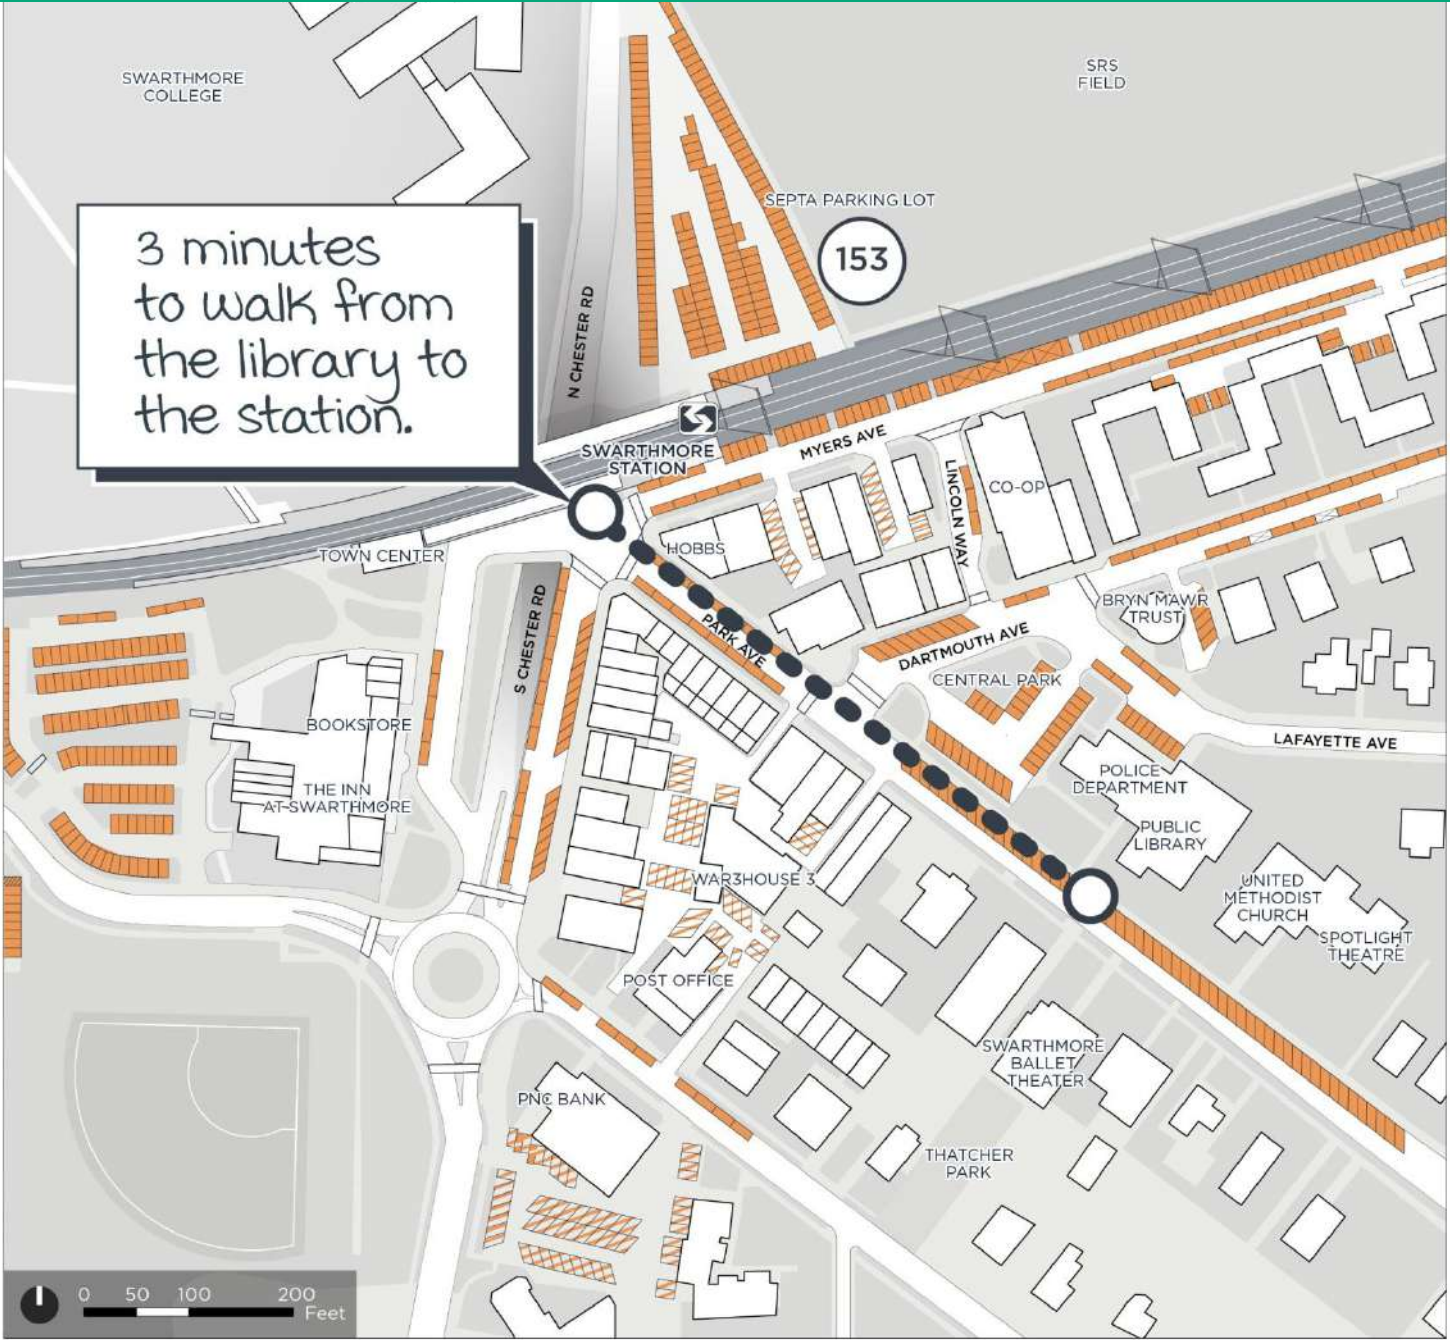 SWARTHMORE
COLLEGE
SRS
FIELD
SEPTA PARKING LOT
153
3 minutes
to walk from
the library to
the station.
N CHESTER RD
SWARTHMORE
STATION
MYERS AVE
LINCOLN WAY
CO-OP
TOWN CENTER
HOBBS
PARK AVE
S CHESTER RD
BRYN MAWR
TRUST
DARTMOUTH AVE
CENTRAL PARK
LAFAYETTE AVE
BOOKSTORE
THE INN
AT SWARTHMORE
POLICE
DEPARTMENT
PUBLIC
LIBRARY
WAR3HOUSE 3
UNITED
METHODIST
CHURCH
SPOTLIGHT
THEATRE
POST OFFICE
SWARTHMORE
BALLET
THEATER
PNC BANK
THATCHER
PARK
0 50 100 200
Feet